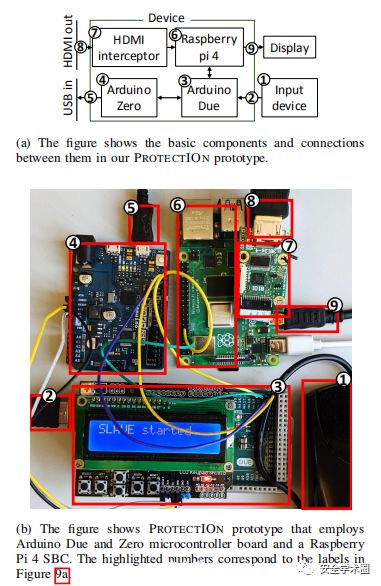 Device
HDMI out
⑧
⑦
HDMI
interceptor
⑥
Raspberry
pi 4
⑨
Display
USB in
⑤
④
Arduino
Zero
③
Arduino
Due
②
①
Input
device
(a) The figure shows the basic components and connections
between them in our PROTECTION prototype.
⑤
⑥
⑧
④
⑦
⑨
②
③
①
SLAVE started
LCD Keypad Shield
DUE
(b) The figure shows PROTECTION prototype that employs
Arduino Due and Zero microcontroller board and a Raspberry
Pi 4 SBC. The highlighted numbers correspond to the labels in
Figure 9a.
安全学术圈